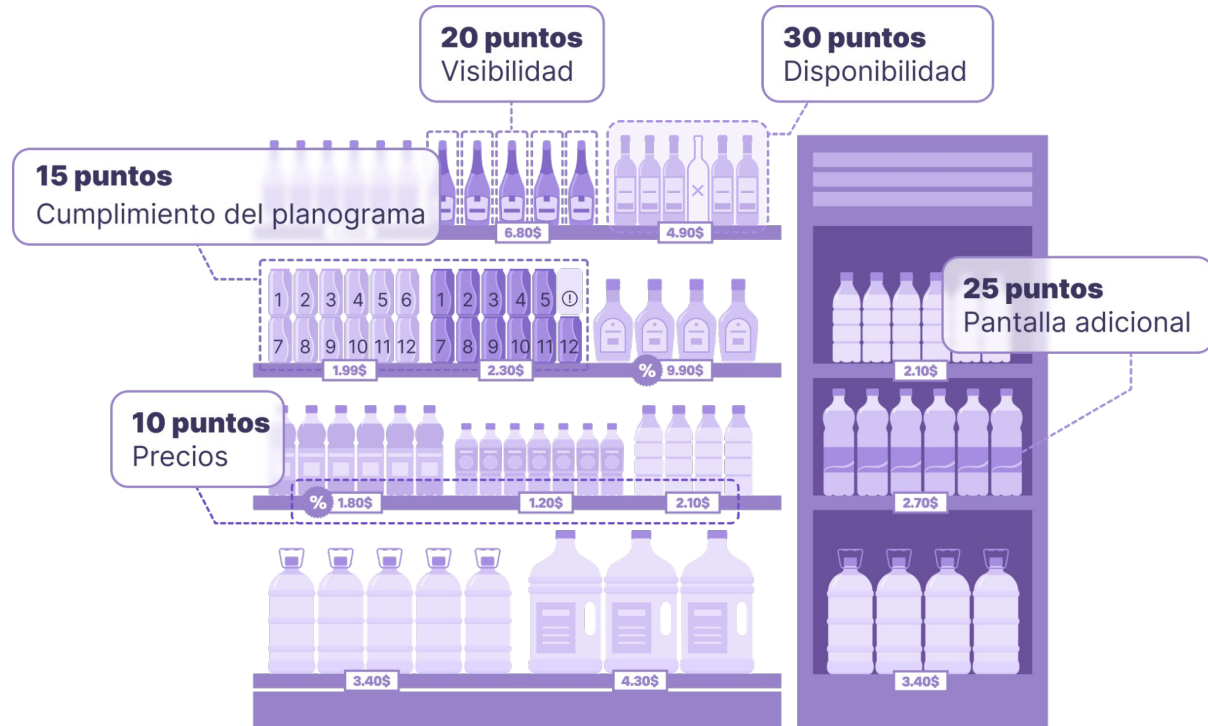 20 puntos
Visibilidad
30 puntos
Disponibilidad
15 puntos
Cumplimiento del planograma
6.80$
4.90$
1 2 3 4 5 6
1 2 3 4 5
7 8 9 10 11 12
7 8 9 10 11 12
1.99$
2.30$
% 9.90$
25 puntos
Pantalla adicional
2.10$
10 puntos
Precios
% 1.80$
1.20$
2.10$
2.70$
3.40$
4.30$
3.40$